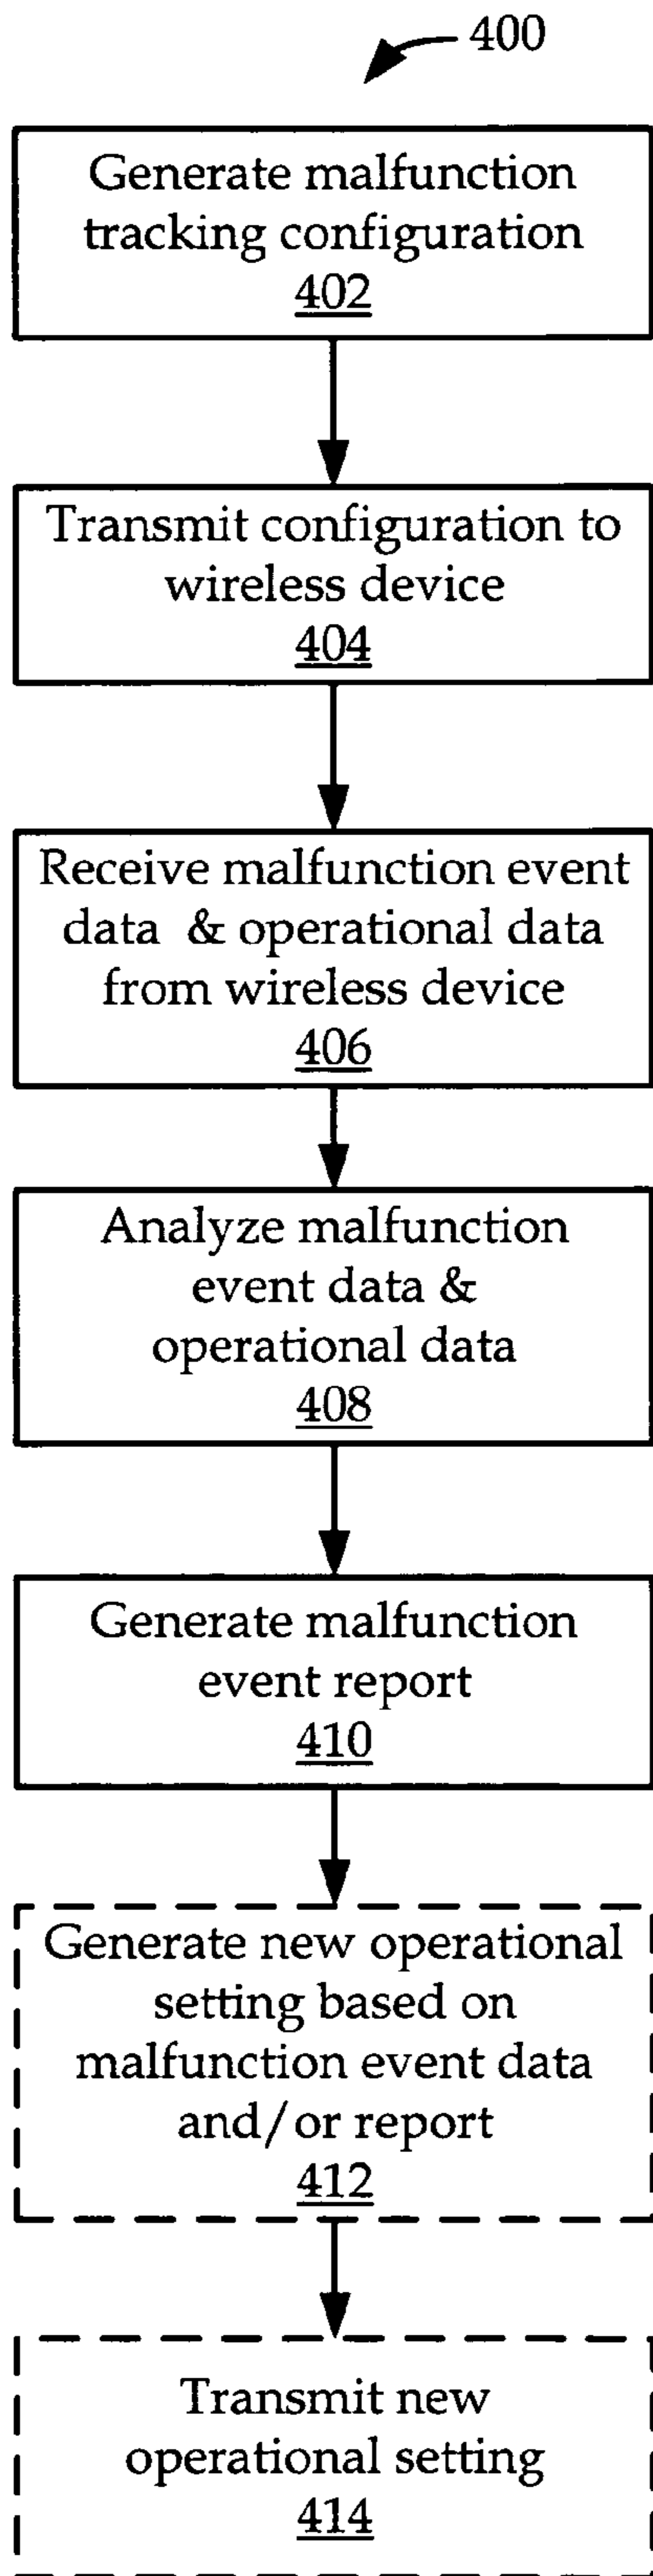 400
Generate malfunction
tracking configuration
402
Transmit configuration to
wireless device
404
Receive malfunction event
data & operational data
from wireless device
406
Analyze malfunction
event data &
operational data
408
Generate malfunction
event report
410
Generate new operational
setting based on
malfunction event data
and/or report
412
Transmit new
operational setting
414